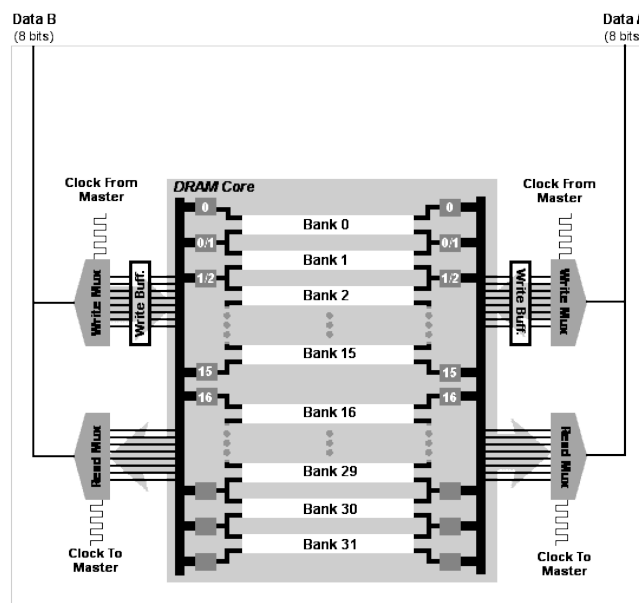 Data B
(8 bits)
Data A
(8 bits
DRAM Core
Clock From
Master
Clock From
Master
0
0
Bank 0
0/1
0/1
Bank 1
1/2
1/2
Write Mux
Write Buff.
Write Buff.
Write Mux
Bank 2
Bank 15
15
15
16
16
Bank 16
Read Mux
Read Mux
Bank 29
Bank 30
Bank 31
Clock To
Master
Clock To
Master